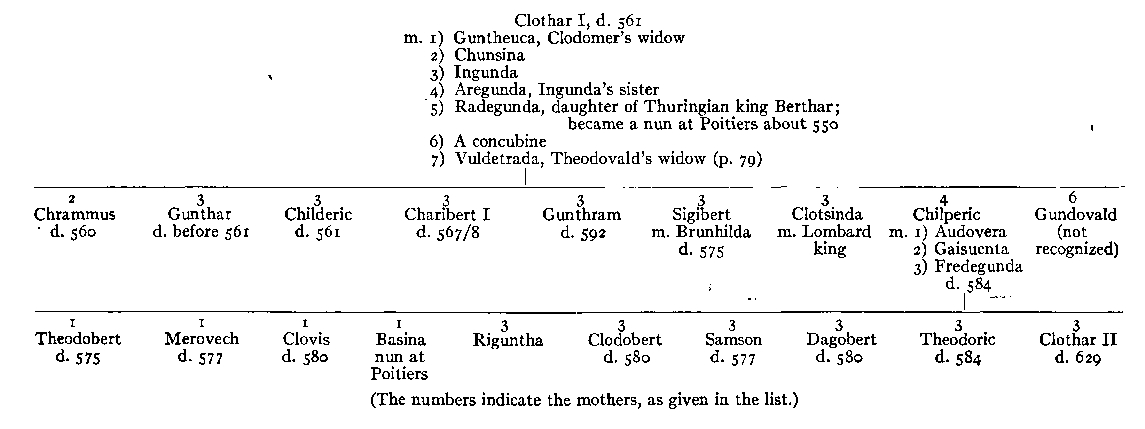 Clothar I, d. 561
m. 1) Guntheuca, Clodomer's widow
2) Chunsina
3) Ingunda
4) Aregunda, Ingunda's sister
5) Radegunda, daughter of Thuringian king Berthar;
became a nun at Poitiers about 550
6) A concubine
7) Vuldetrada, Theodovald's widow (p. 79)
2 3 3 3 3 3 3 4 6
Chrammus Gunthar Childeric Charibert I Gunthram Sigibert Clotsinda Chilperic Gundovald
d. 560 d. before 561 d. 561 d. 567/8 d. 592 m. Brunhilda m. Lombard m. 1) Audovera (not
d. 575 king 2) Gaisuenta recognized)
3) Fredegunda
d. 584
1 1 1 1 3 3 3 3 3 3
Theodobert Merovech Clovis Basina Riguntha Clodobert Samson Dagobert Theodoric Clothar II
d. 575 d. 577 d. 580 nun at d. 580 d. 577 d. 580 d. 584 d. 629
Poitiers
(The numbers indicate the mothers, as given in the list.)